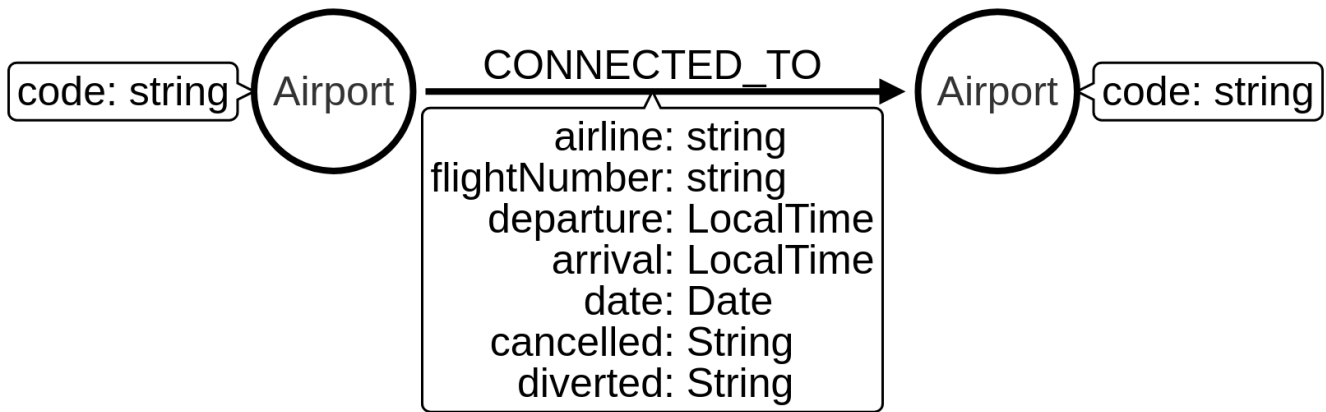 CONNECTED_TO
code: string
Airport
Airport
code: string
airline: string
flightNumber: string
departure: LocalTime
arrival: LocalTime
date: Date
cancelled: String
diverted: String